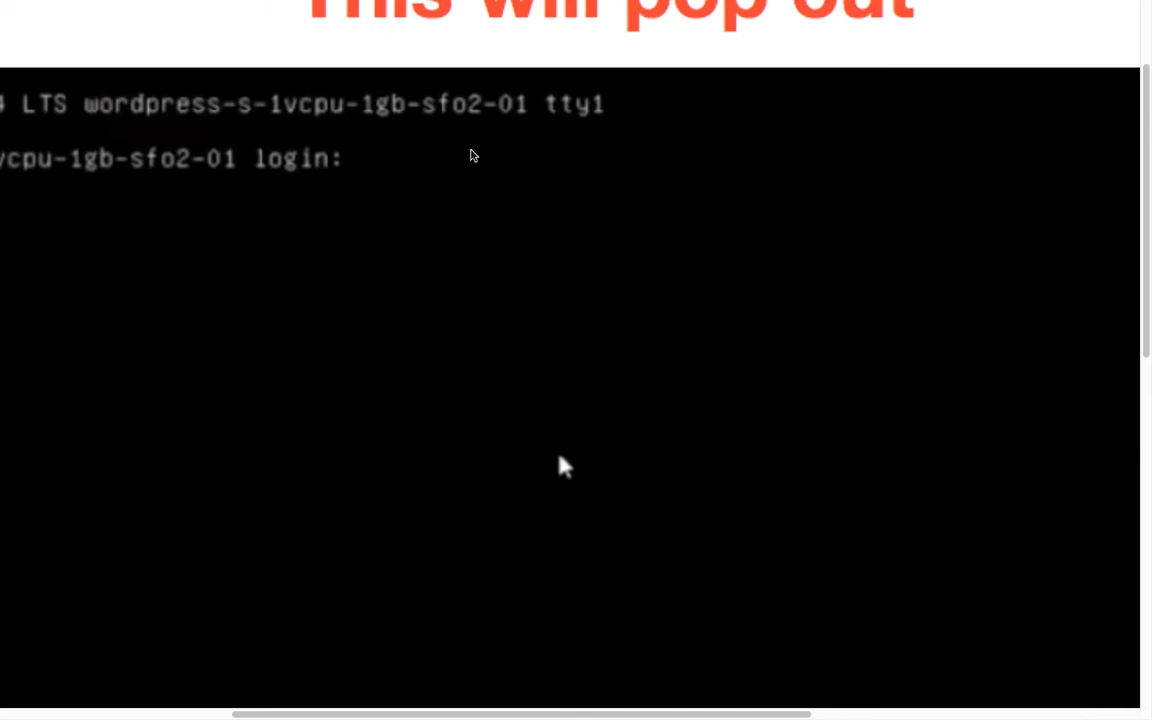 This will pop out
4 LTS wordpress-s-1vcpu-1gb-sfo2-01 tty1
vcpu-1gb-sfo2-01 login: